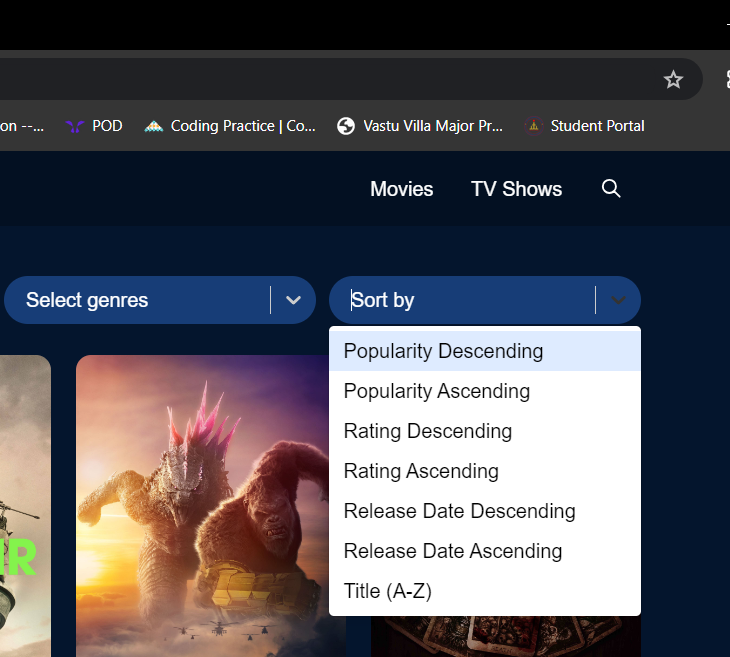 on --...
POD
Coding Practice | Co...
Vastu Villa Major Pr...
Student Portal
Movies
TV Shows
Select genres
Sort by
Popularity Descending
Popularity Ascending
Rating Descending
Rating Ascending
Release Date Descending
Release Date Ascending
Title (A-Z)
IR